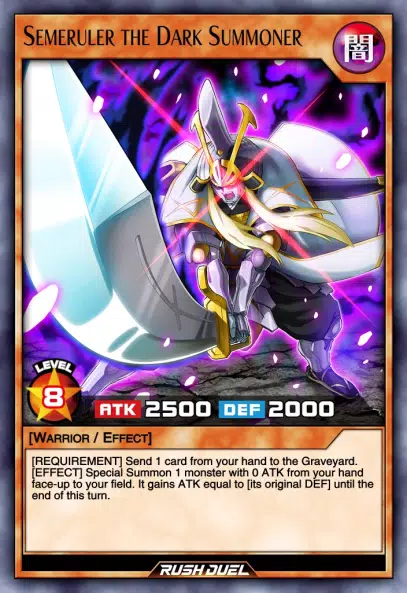 Semeruler the Dark Summoner
闇
LEVEL
8
ATK 2500 DEF 2000
[Warrior / Effect]
[REQUIREMENT] Send 1 card from your hand to the Graveyard.
[EFFECT] Special Summon 1 monster with 0 ATK from your hand
face-up to your field. It gains ATK equal to [its original DEF] until the
end of this turn.
RUSH DUEL